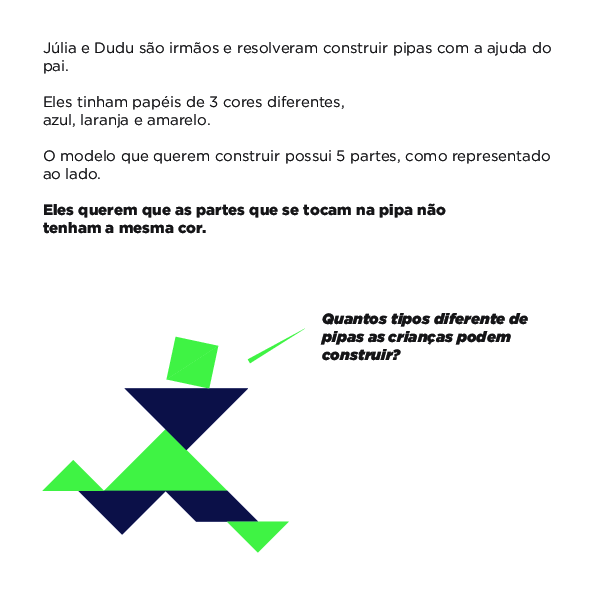 Júlia e Dudu são irmãos e resolveram construir pipas com a ajuda do
pai.
Eles tinham papéis de 3 cores diferentes,
azul, laranja e amarelo.
O modelo que querem construir possui 5 partes, como representado
ao lado.
Eles querem que as partes que se tocam na pipa não
tenham a mesma cor.
Quantos tipos diferente de
pipas as crianças podem
construir?